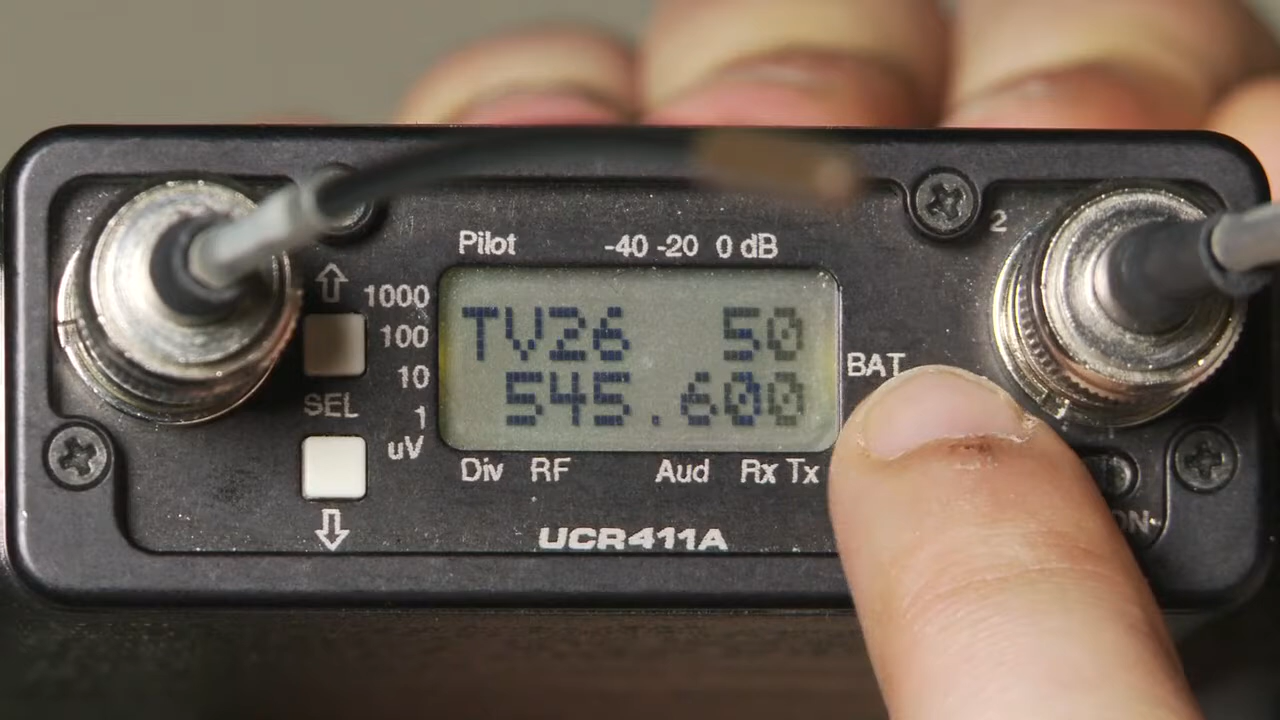 2
Pilot -40 -20 0 dB
1000
100
10
1
uV
SEL
TV26 50
545.600
BAT
Div RF Aud Rx Tx
ON
UCR411A